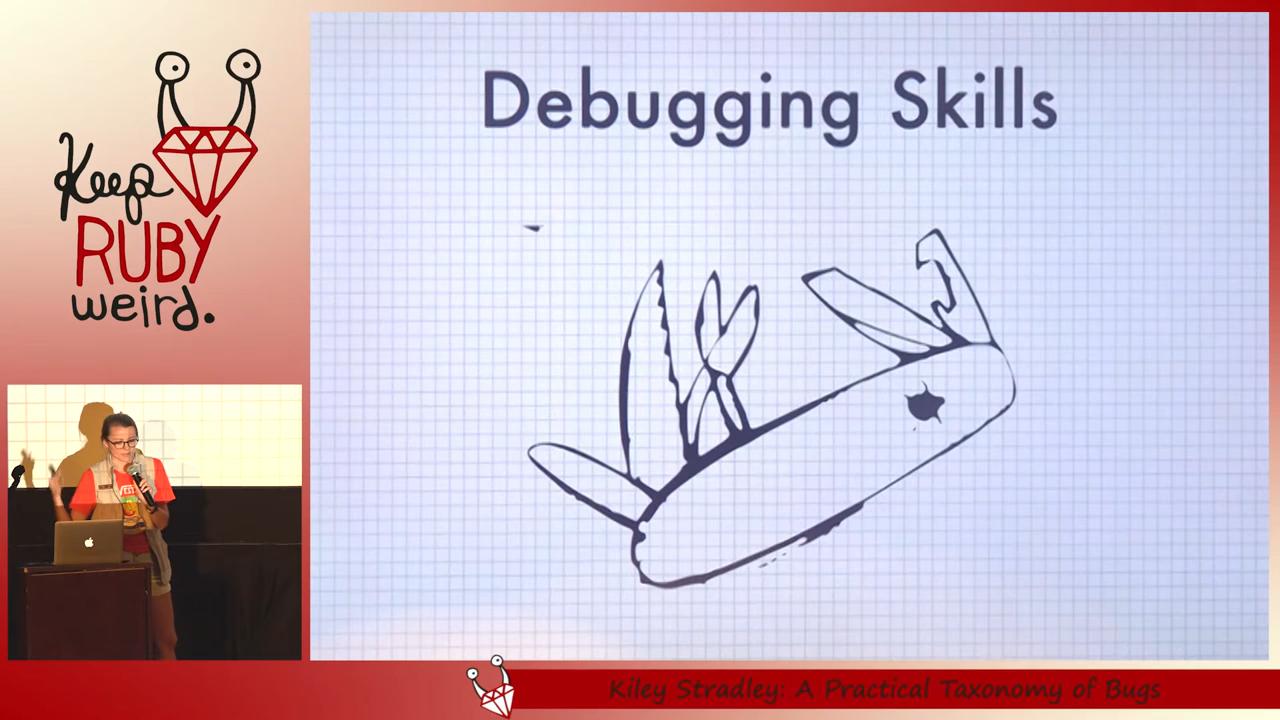 Keep
RUBY
weird.
Debugging Skills
Kiley Stradley: A Practical Taxonomy of Bugs